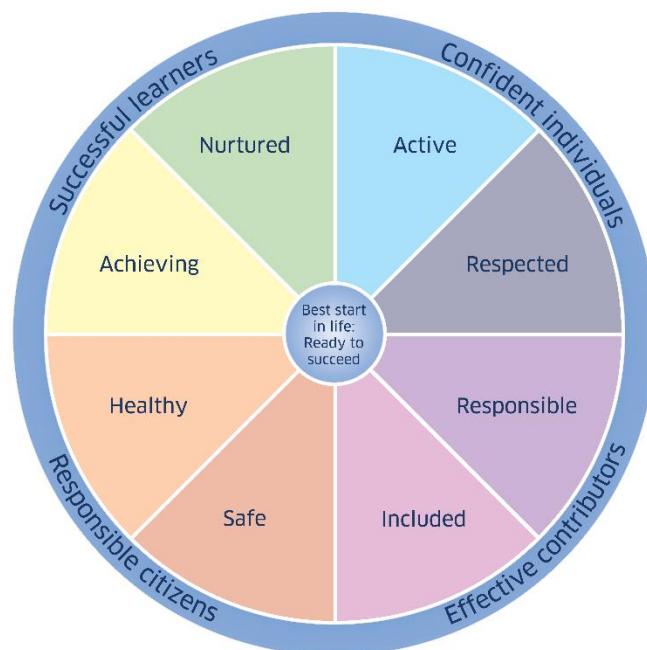 Successful learners
Confident individuals
Nurtured
Active
Achieving
Respected
Best start
in life:
Ready to
succeed
Healthy
Responsible
Safe
Included
Responsible citizens
Effective contributors